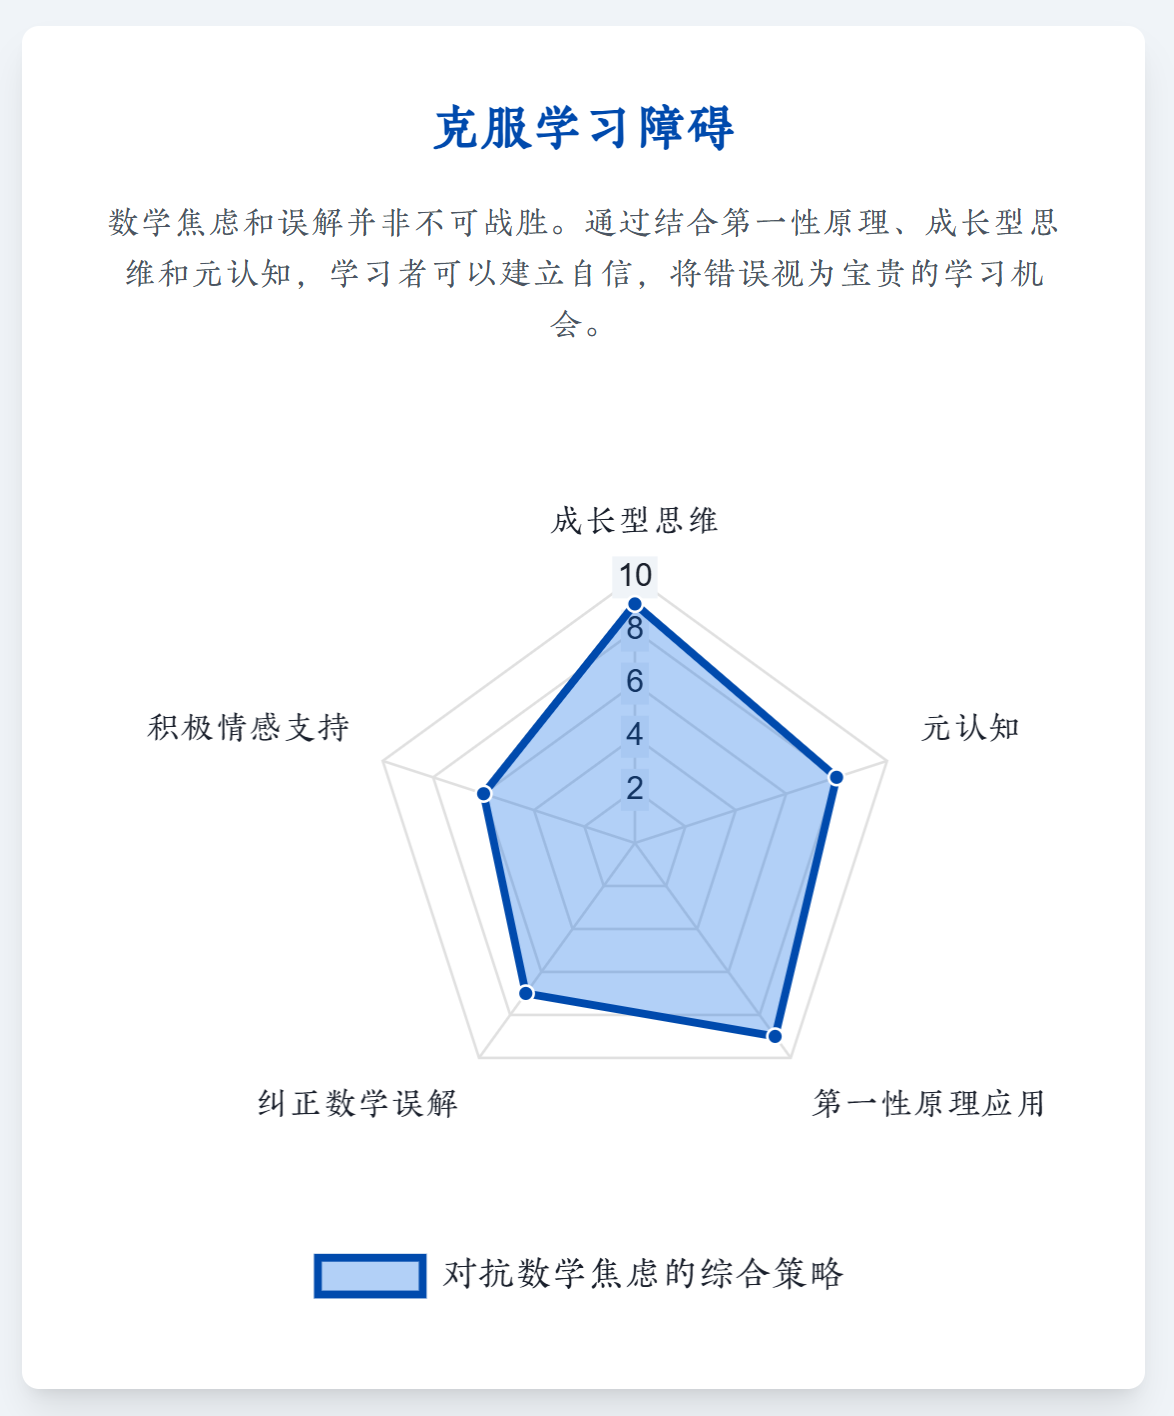 克服学习障碍
数学焦虑和误解并非不可战胜。通过结合第一性原理、成长型思
维和元认知，学习者可以建立自信，将错误视为宝贵的学习机
会。
成长型思维
10
8
6
4
2
积极情感支持
元认知
纠正数学误解
第一性原理应用
对抗数学焦虑的综合策略